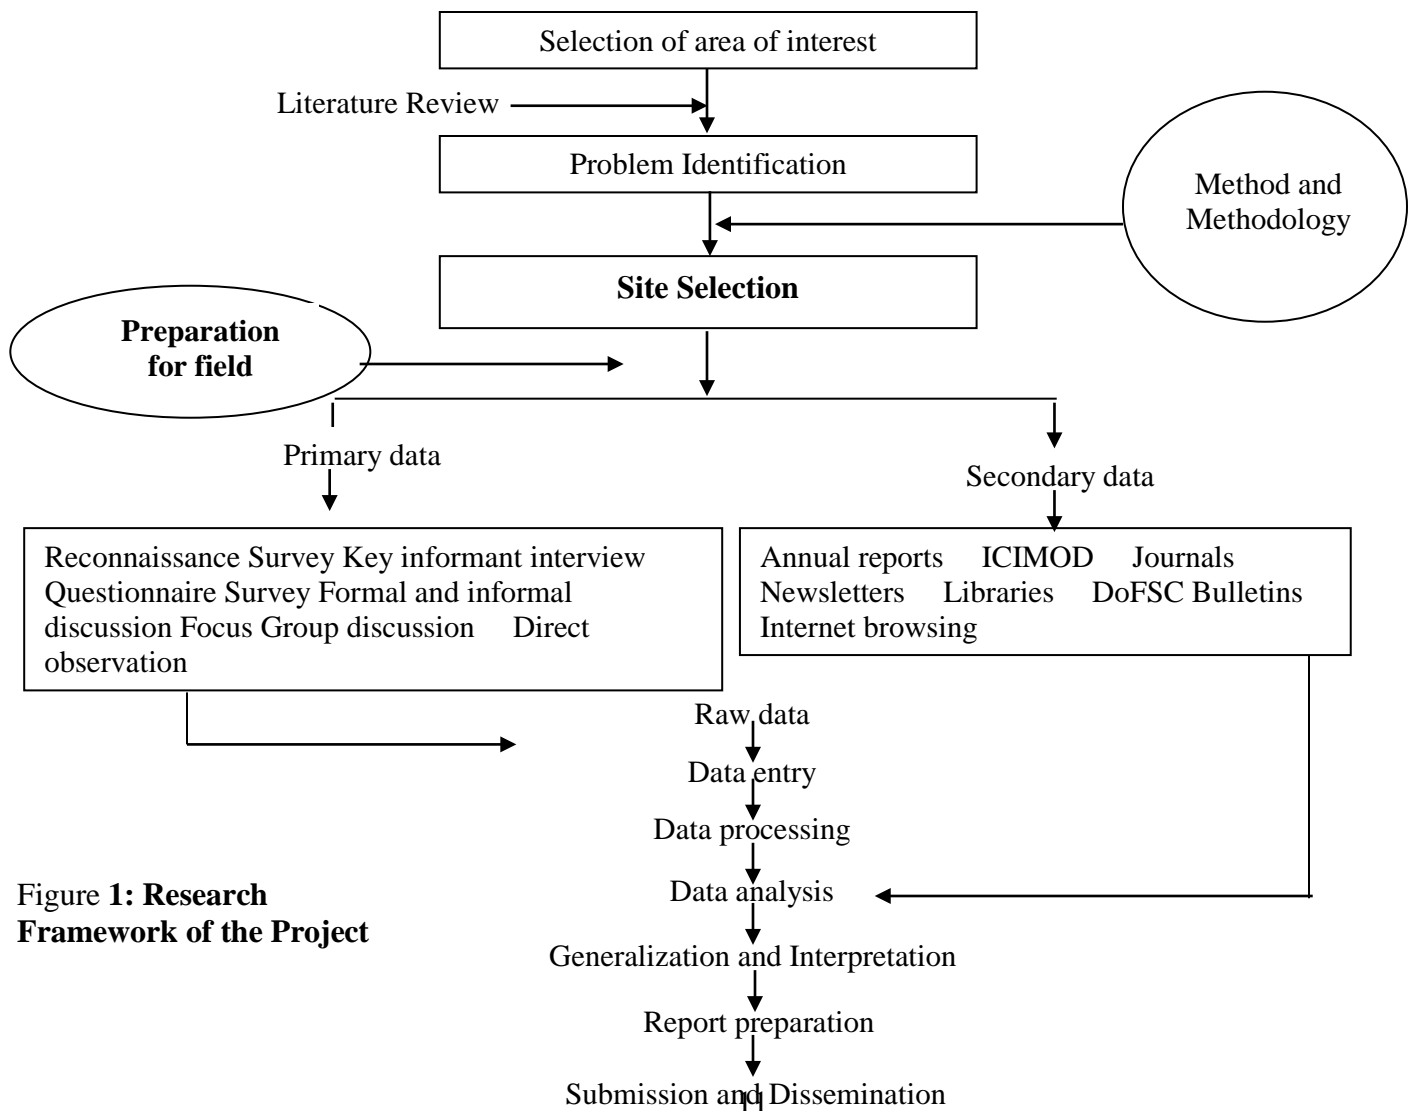 Selection of area of interest
Literature Review
Problem Identification
Method and
Methodology
Site Selection
Preparation
for field
Primary data
Secondary data
Reconnaissance Survey Key informant interview
Questionnaire Survey Formal and informal
discussion Focus Group discussion Direct
observation
Annual reports ICIMOD Journals
Newsletters Libraries DoFSC Bulletins
Internet browsing
Raw data
Data entry
Data processing
Data analysis
Figure 1: Research
Framework of the Project
Generalization and Interpretation
Report preparation
Submission and Dissemination